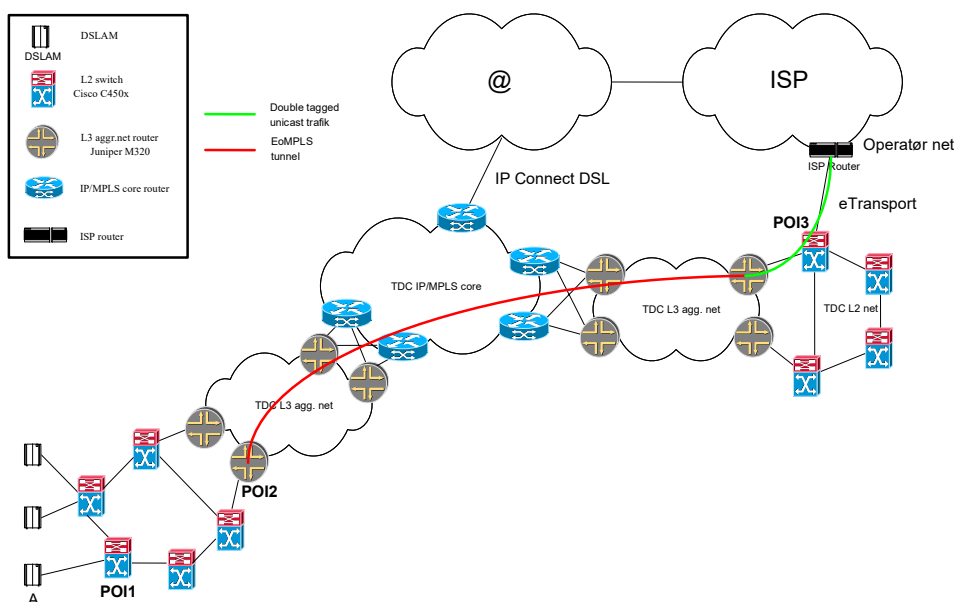 DSLAM
DSLAM
L2 switch
Cisco C450x
L3 aggr.net router
Juniper M320
IP/MPLS core router
ISP router
Double tagged
unicast trafik
EoMPLS
tunnel
@
ISP
Operatør net
ISP Router
IP Connect DSL
eTransport
POI3
TDC IP/MPLS core
TDC L3 agg. net
TDC L2 net
TDC L3 agg. net
POI2
POI1
A